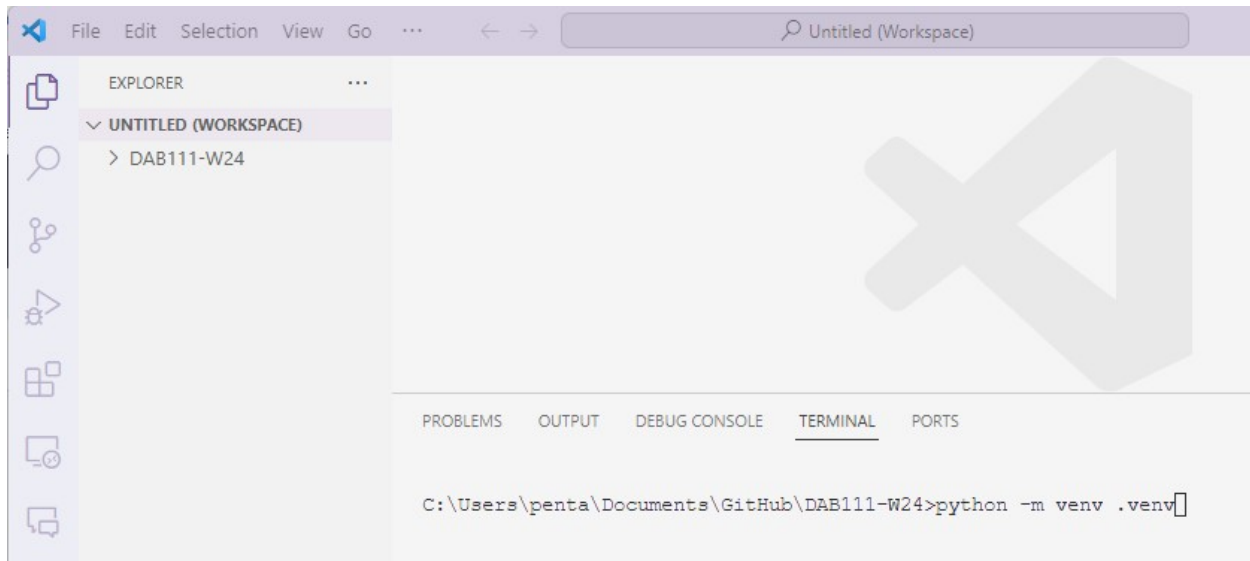 File Edit Selection View Go ··· Untitled (Workspace)
EXPLORER ···
UNTITLED (WORKSPACE)
DAB111-W24
PROBLEMS OUTPUT DEBUG CONSOLE TERMINAL PORTS
C:\Users\penta\Documents\GitHub\DAB111-W24>python -m venv .venv